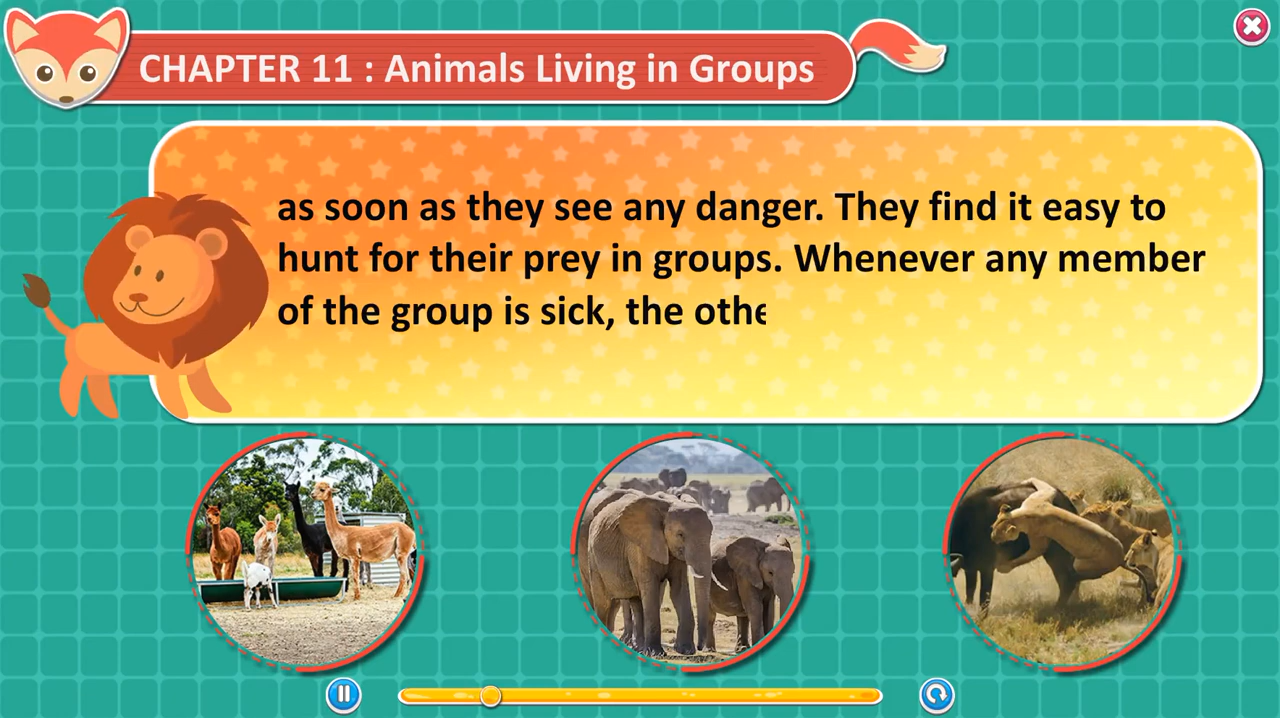 CHAPTER 11 : Animals Living in Groups
as soon as they see any danger. They find it easy to
hunt for their prey in groups. Whenever any member
of the group is sick, the othe